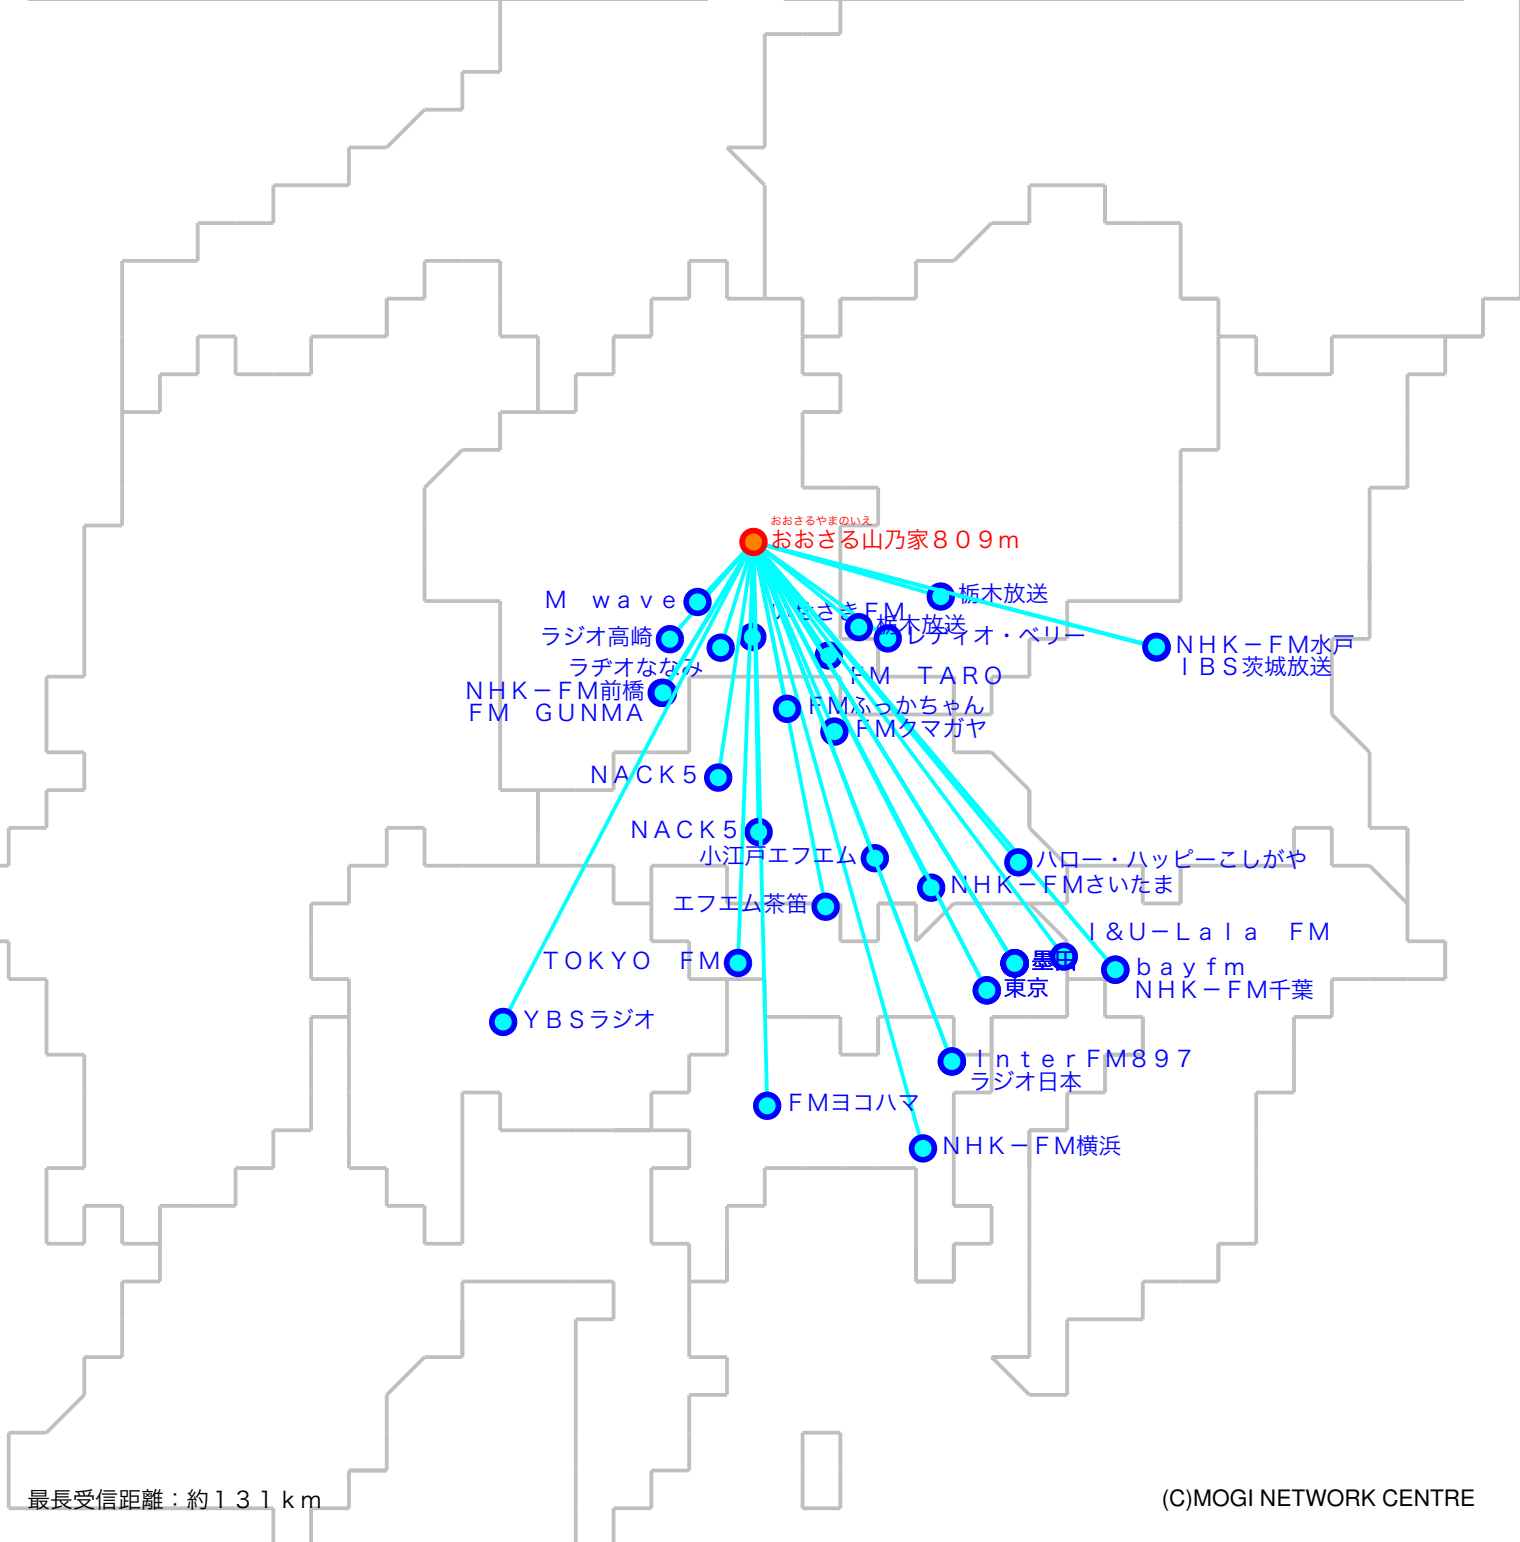 おおさるやまのいえ
おおさる山乃家８０９ｍ
栃木放送
Ｍ　ｗａｖｅ
いせさきＦＭ
栃木放送
レディオ・ベリー
ラジオ高崎
ＮＨＫ－ＦＭ水戸
ＩＢＳ茨城放送
ラヂオななみ
ＦＭ　ＴＡＲＯ
ＮＨＫ－ＦＭ前橋
ＦＭ　ＧＵＮＭＡ
ＦＭふっかちゃん
ＦＭクマガヤ
ＮＡＣＫ５
ＮＡＣＫ５
小江戸エフエム
ハロー・ハッピーこしがや
ＮＨＫ－ＦＭさいたま
エフエム茶笛
Ｉ＆Ｕ－Ｌａｌａ　ＦＭ
ＴＯＫＹＯ　ＦＭ
墨田
ｂａｙｆｍ
ＮＨＫ－ＦＭ千葉
東京
ＹＢＳラジオ
ＩｎｔｅｒＦＭ８９７
ラジオ日本
ＦＭヨコハマ
ＮＨＫ－ＦＭ横浜
最長受信距離：約１３１ｋｍ
(C)MOGI NETWORK CENTRE